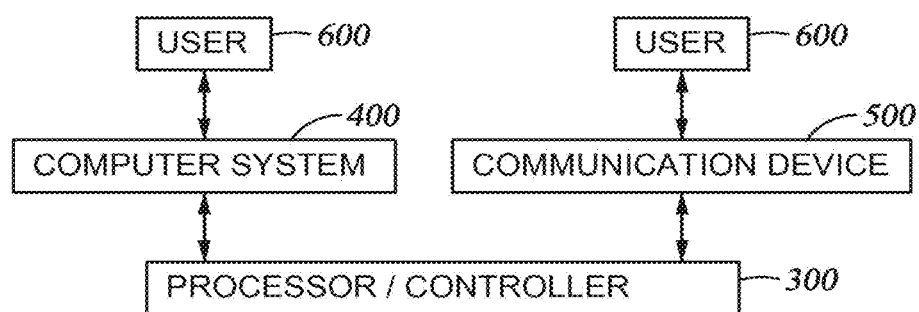 USER 600 USER 600
400 500
COMPUTER SYSTEM COMMUNICATION DEVICE
PROCESSOR / CONTROLLER 300